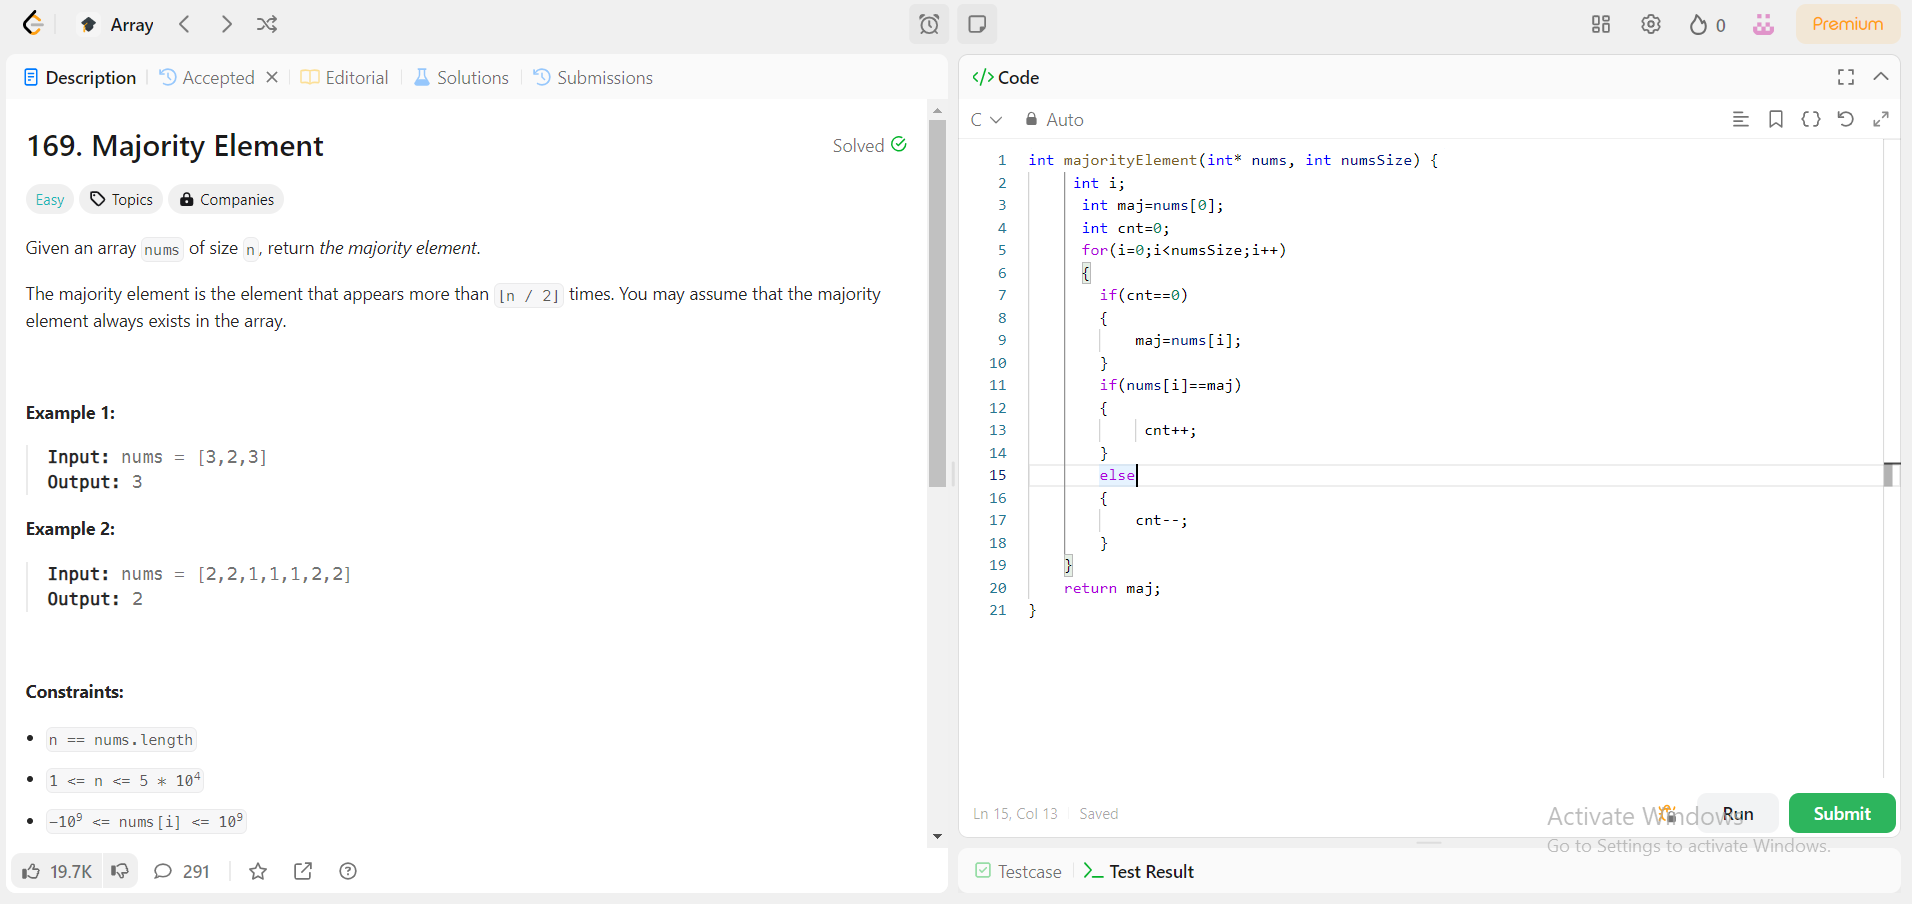 Array
0
Premium
Description
Accepted
Editorial
Solutions
Submissions
169. Majority Element
Solved
Easy
Topics
Companies
Given an array nums of size n, return the majority element.
The majority element is the element that appears more than ⌊n / 2⌋ times. You may assume that the majority
element always exists in the array.
Example 1:
Input: nums = [3,2,3]
Output: 3
Example 2:
Input: nums = [2,2,1,1,1,2,2]
Output: 2
Constraints:
n == nums.length
1 <= n <= 5 * 10⁴
-10⁹ <= nums[i] <= 10⁹
19.7K
291
</> Code
C
Auto
1 int majorityElement(int* nums, int numsSize) {
2 int i;
3 int maj=nums[0];
4 int cnt=0;
5 for(i=0;i<numsSize;i++)
6 {
7 if(cnt==0)
8 {
9 maj=nums[i];
10 }
11 if(nums[i]==maj)
12 {
13 cnt++;
14 }
15 else
16 {
17 cnt--;
18 }
19 }
20 return maj;
21 }
Ln 15, Col 13
Saved
Run
Submit
Activate Windows
Go to Settings to activate Windows.
Testcase
Test Result